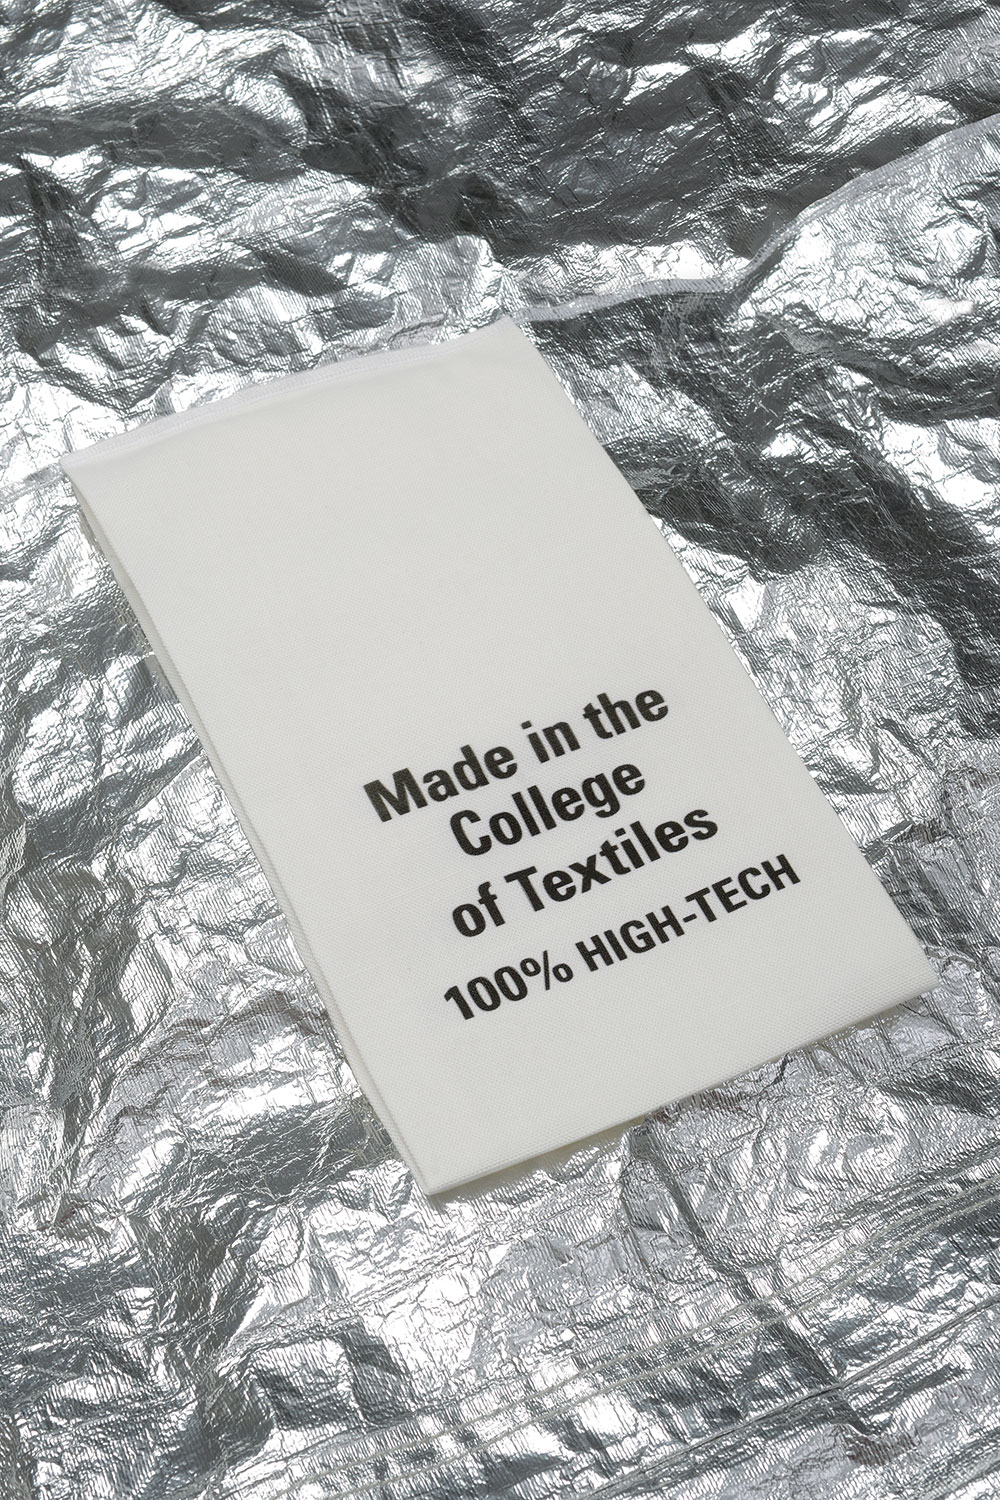 Made in the
College
of Textiles
100% HIGH-TECH